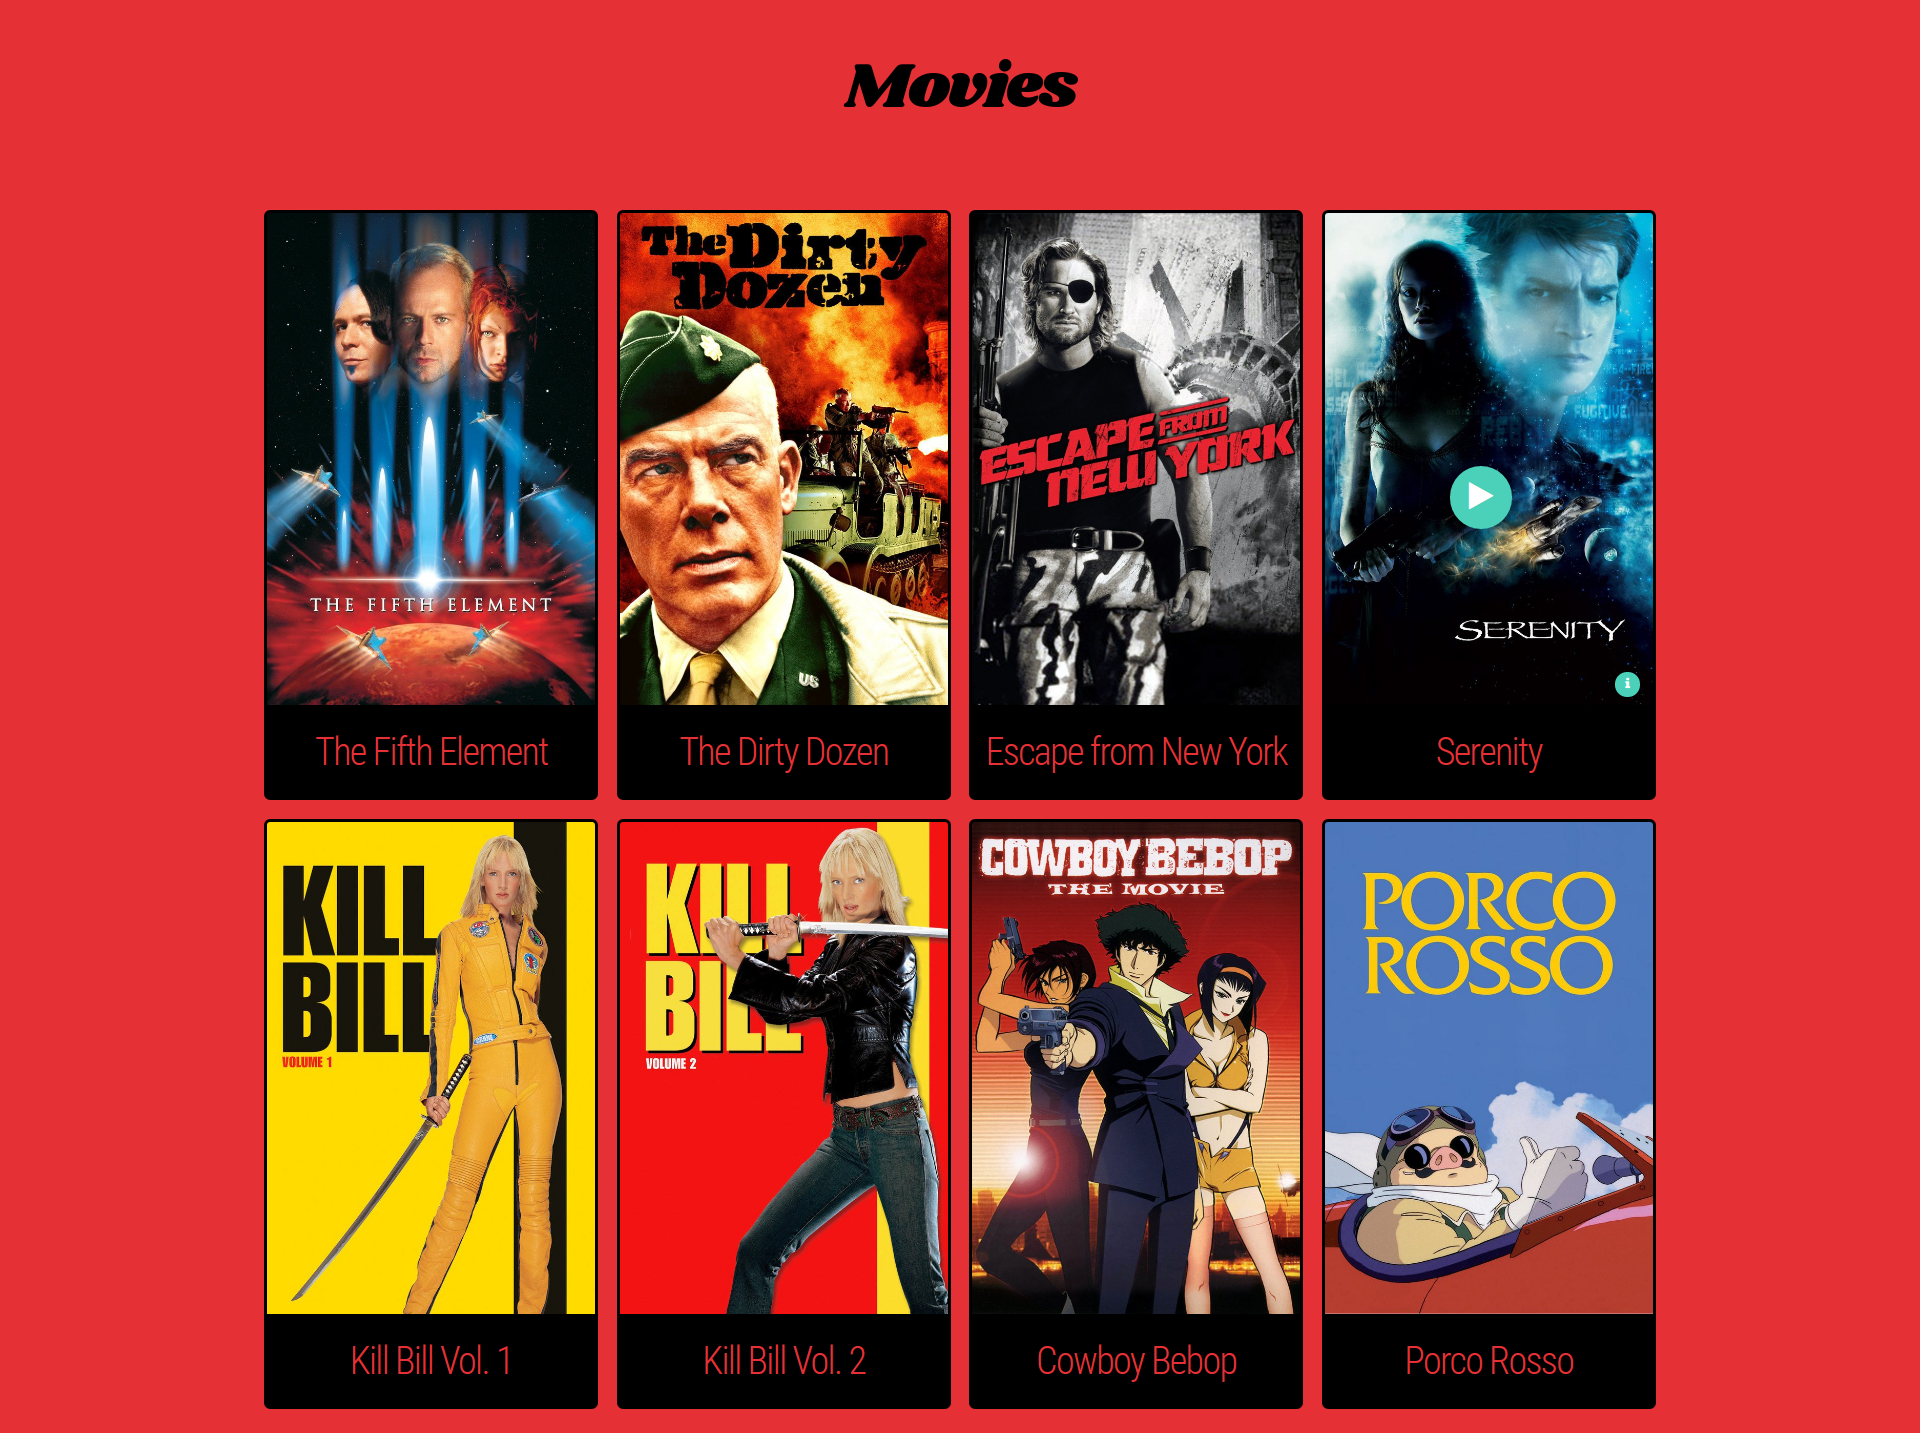 Movies
THE FIFTH ELEMENT
The Fifth Element
The Dirty
Dozen
US
The Dirty Dozen
ESCAPE FROM
NEW YORK
Escape from New York
FUGITIVE
SERENITY
i
Serenity
KILL
BILL
VOLUME 1
Kill Bill Vol. 1
KILL
BILL
VOLUME 2
Kill Bill Vol. 2
COWBOY BEBOP
THE MOVIE
Cowboy Bebop
PORCO
ROSSO
Porco Rosso